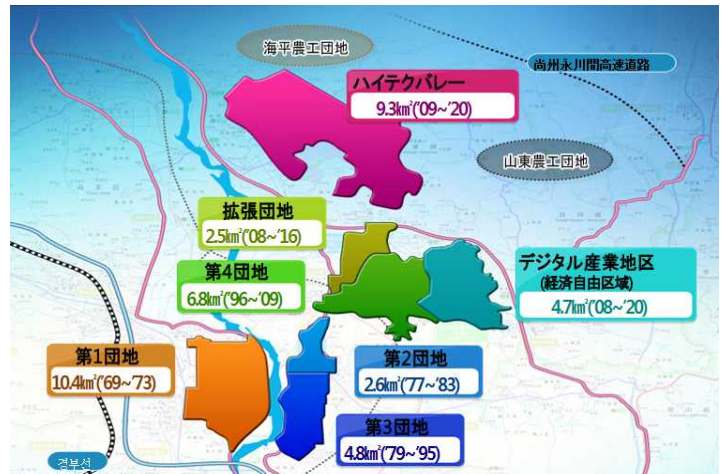 海平農工団地
尚州永川間高速道路
ハイテクバレー
9.3㎢('09~'20)
山東農工団地
拡張団地
2.5㎢('08~'16)
第4団地
6.8㎢('96~'09)
デジタル産業地区
(経済自由区域)
4.7㎢('08~'20)
第1団地
10.4㎢('69~'73)
第2団地
2.6㎢('77~'83)
第3団地
4.8㎢('79~'95)
경부선